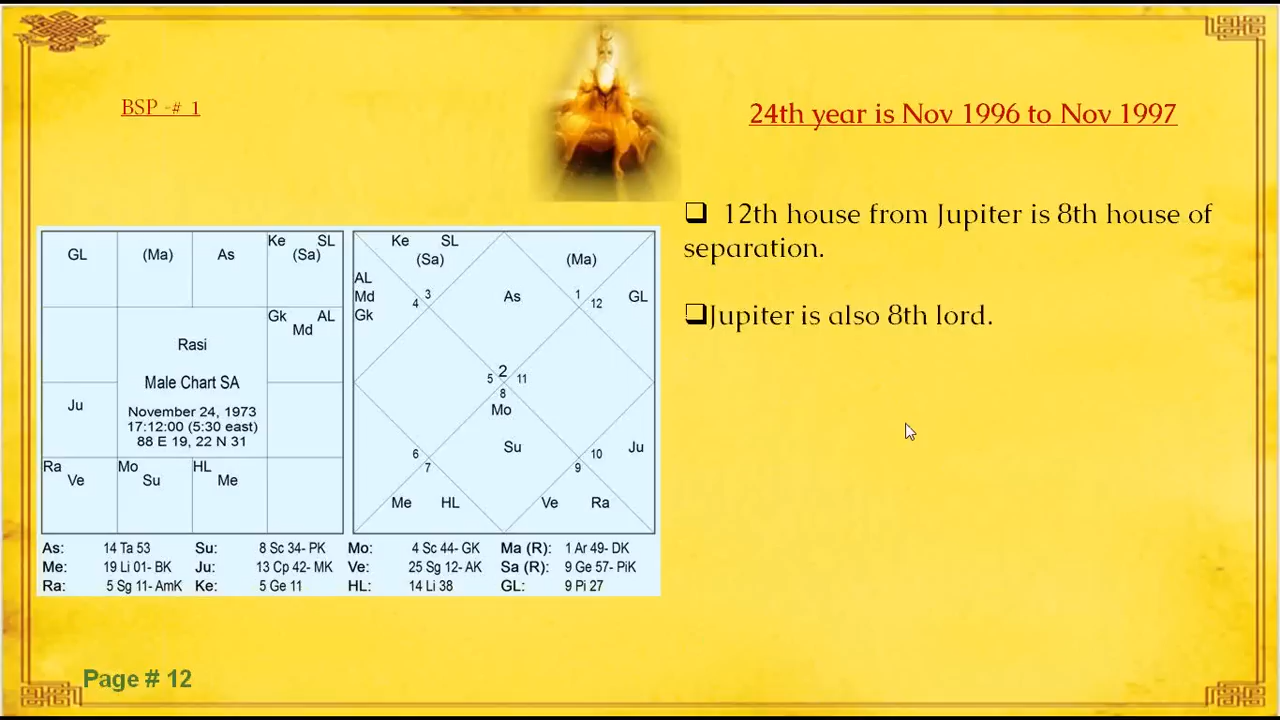 BSP -# 1
24th year is Nov 1996 to Nov 1997
12th house from Jupiter is 8th house of
separation.
Jupiter is also 8th lord.
GL
(Ma)
As
Ke SL
(Sa)
Gk AL
Md
Rasi
Male Chart SA
November 24, 1973
17:12:00 (5:30 east)
88 E 19, 22 N 31
Ju
Ra
Ve
Mo
Su
HL
Me
Ke SL
(Sa)
(Ma)
AL
Md
Gk
4 3
As
1 12
GL
2
5 11
8
Mo
Su
6
7
10
9
Ju
Me HL
Ve Ra
As: 14 Ta 53 Su: 8 Sc 34- PK Mo: 4 Sc 44- GK Ma (R): 1 Ar 49- DK
Me: 19 Li 01- BK Ju: 13 Cp 42- MK Ve: 25 Sg 12- AK Sa (R): 9 Ge 57- PiK
Ra: 5 Sg 11- AmK Ke: 5 Ge 11 HL: 14 Li 38 GL: 9 Pi 27
Page # 12